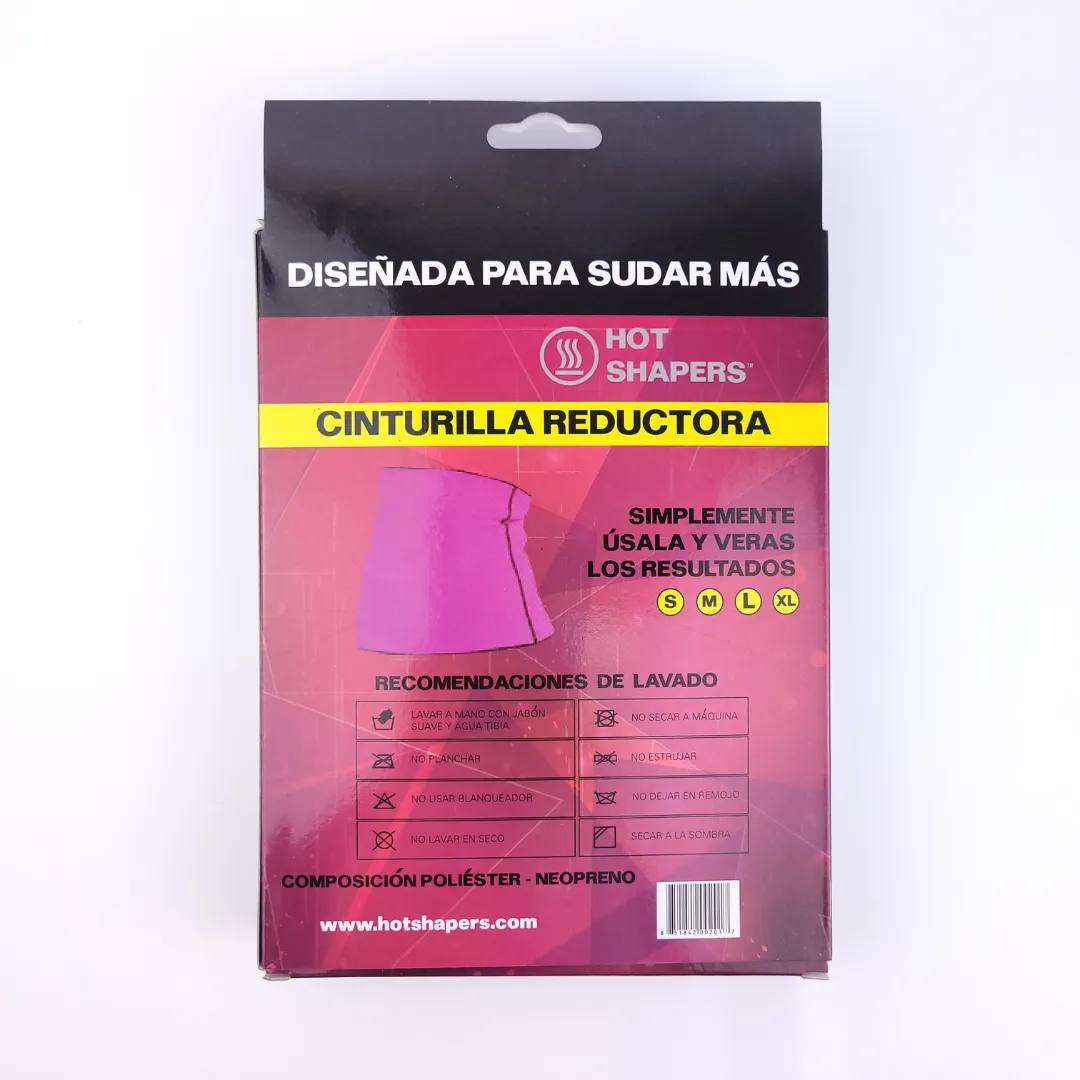 DISEÑADA PARA SUDAR MÁS
HOT
SHAPERS™
CINTURILLA REDUCTORA
SIMPLEMENTE
ÚSALA Y VERAS
LOS RESULTADOS
S M L XL
RECOMENDACIONES DE LAVADO
LAVAR A MANO CON JABÓN
SUAVE Y AGUA TIBIA
NO SECAR A MÁQUINA
NO PLANCHAR
NO ESTRUJAR
NO USAR BLANQUEADOR
NO DEJAR EN REMOJO
NO LAVAR EN SECO
SECAR A LA SOMBRA
COMPOSICIÓN POLIÉSTER - NEOPRENO
www.hotshapers.com